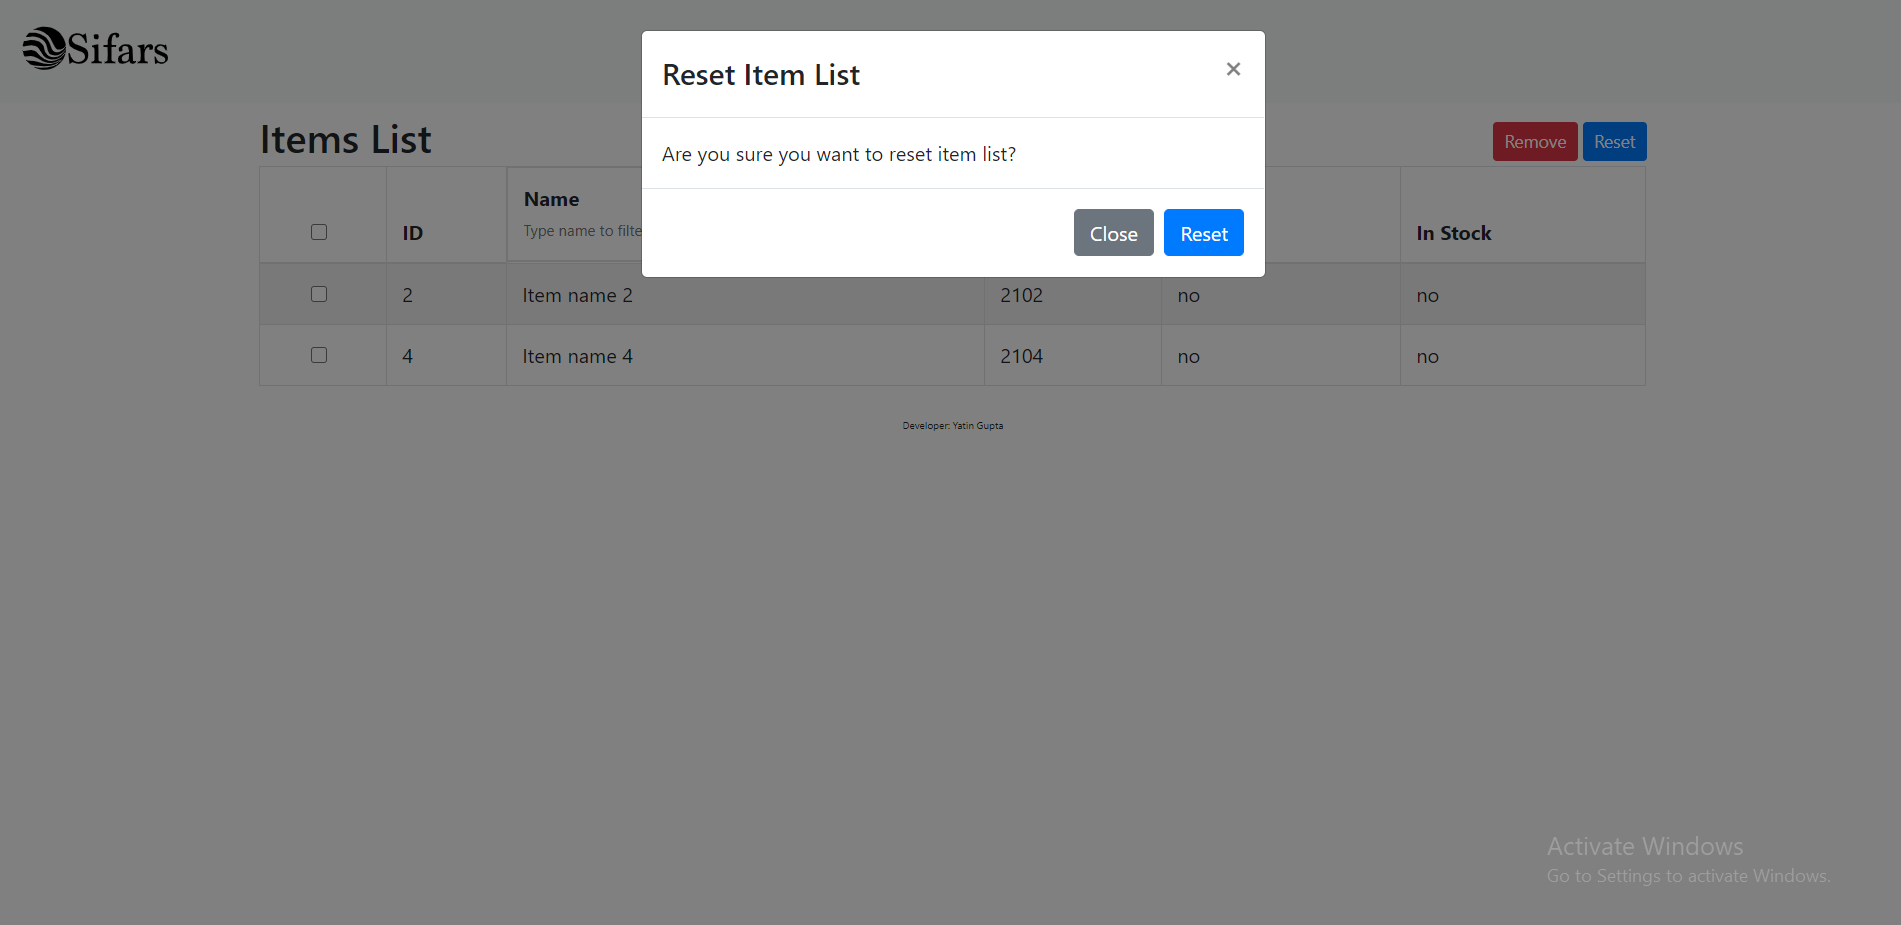 Sifars
Reset Item List
×
Are you sure you want to reset item list?
Close Reset
Items List
Remove Reset
ID
Name
Type name to filte
In Stock
2 Item name 2 2102 no no
4 Item name 4 2104 no no
Developer: Yatin Gupta
Activate Windows
Go to Settings to activate Windows.